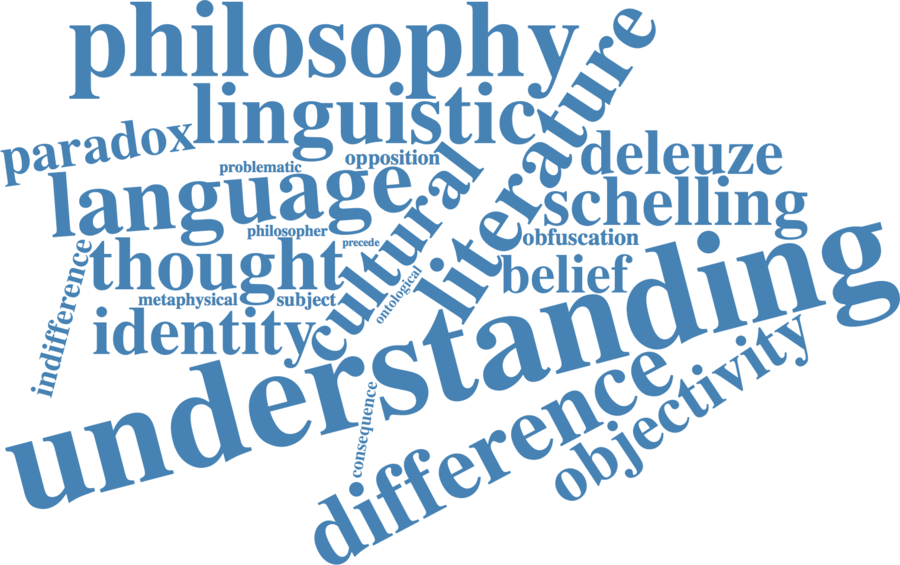 philosophy
literature
linguistic
paradox
deleuze
opposition
problematic
language
cultural
schelling
philosopher
precede
obfuscation
thought
indifference
belief
ontological
metaphysical
subject
identity
understanding
objectivity
difference
consequence